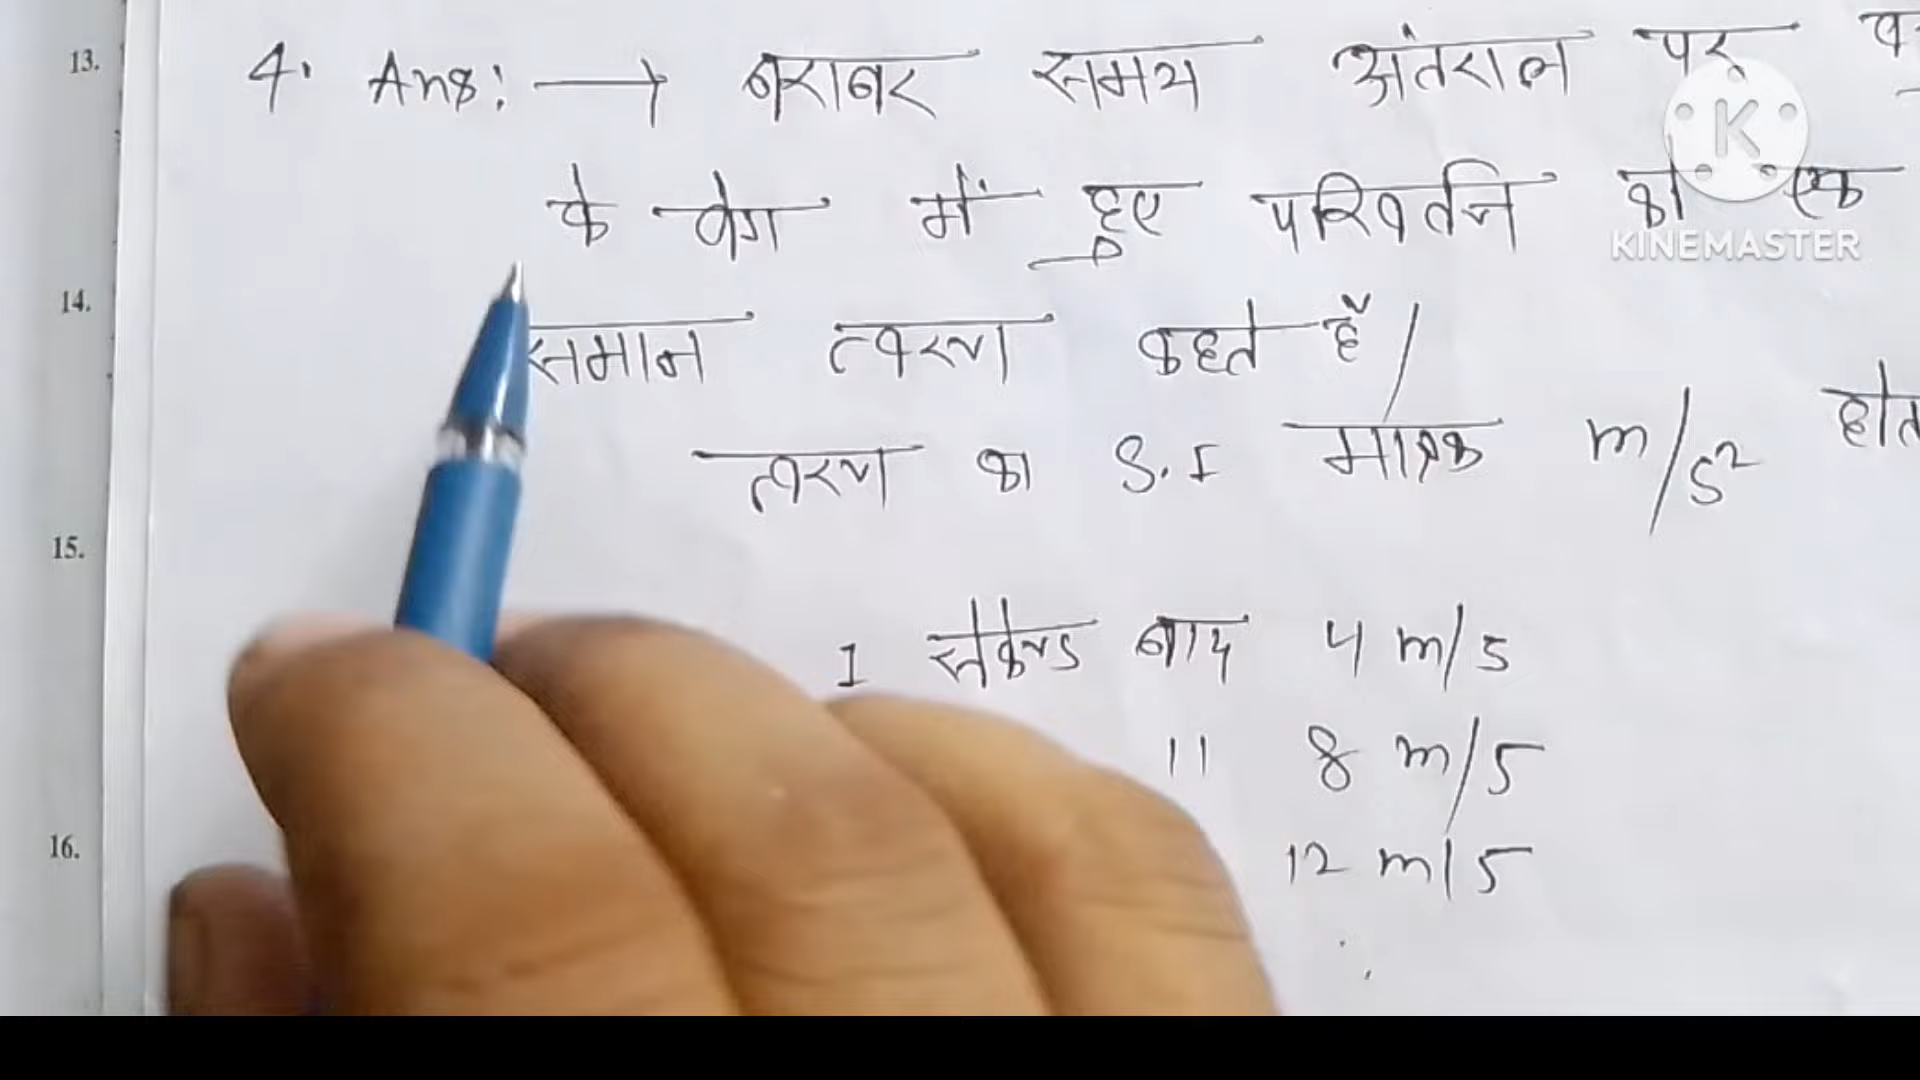 13.
4. Ans: → बराबर समय अंतराल पर
के वेग में हुए परिवर्तन को एक
K
KINEMASTER
14.
समान त्वरण कहते हैं /
त्वरण का S.I मात्रक m/s² होत
15.
1 सेकेण्ड बाद 4 m/s
11 8 m/s
16.
12 m/s